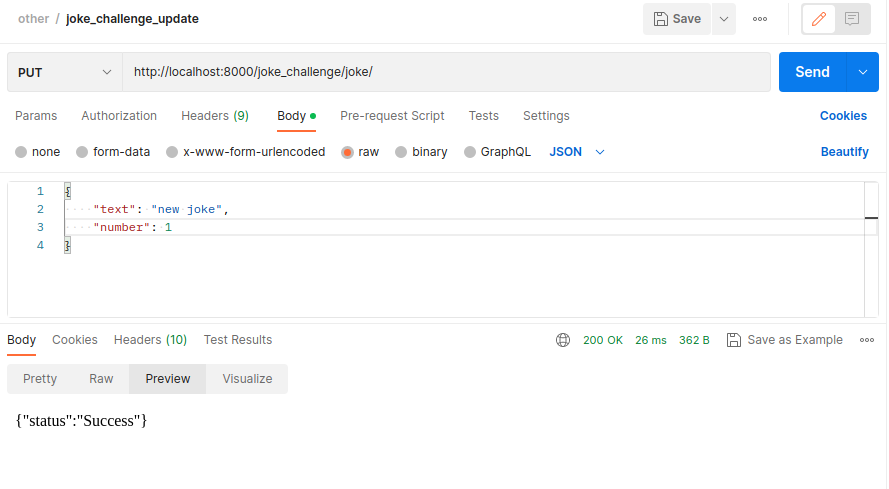 other / joke_challenge_update Save
PUT http://localhost:8000/joke_challenge/joke/ Send
Params Authorization Headers (9) Body Pre-request Script Tests Settings Cookies
none form-data x-www-form-urlencoded raw binary GraphQL JSON Beautify
1 {
2 "text": "new joke",
3 "number": 1
4 }
Body Cookies Headers (10) Test Results 200 OK 26 ms 362 B Save as Example
Pretty Raw Preview Visualize
{"status":"Success"}